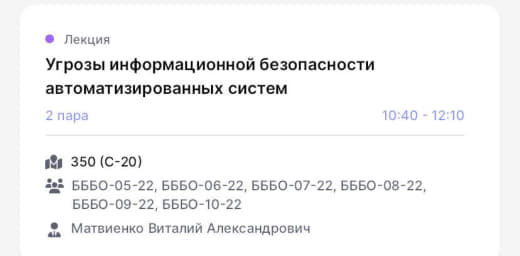 Лекция
Угрозы информационной безопасности
автоматизированных систем
2 пара 10:40 - 12:10
350 (С-20)
БББО-05-22, БББО-06-22, БББО-07-22, БББО-08-22,
БББО-09-22, БББО-10-22
Матвиенко Виталий Александрович